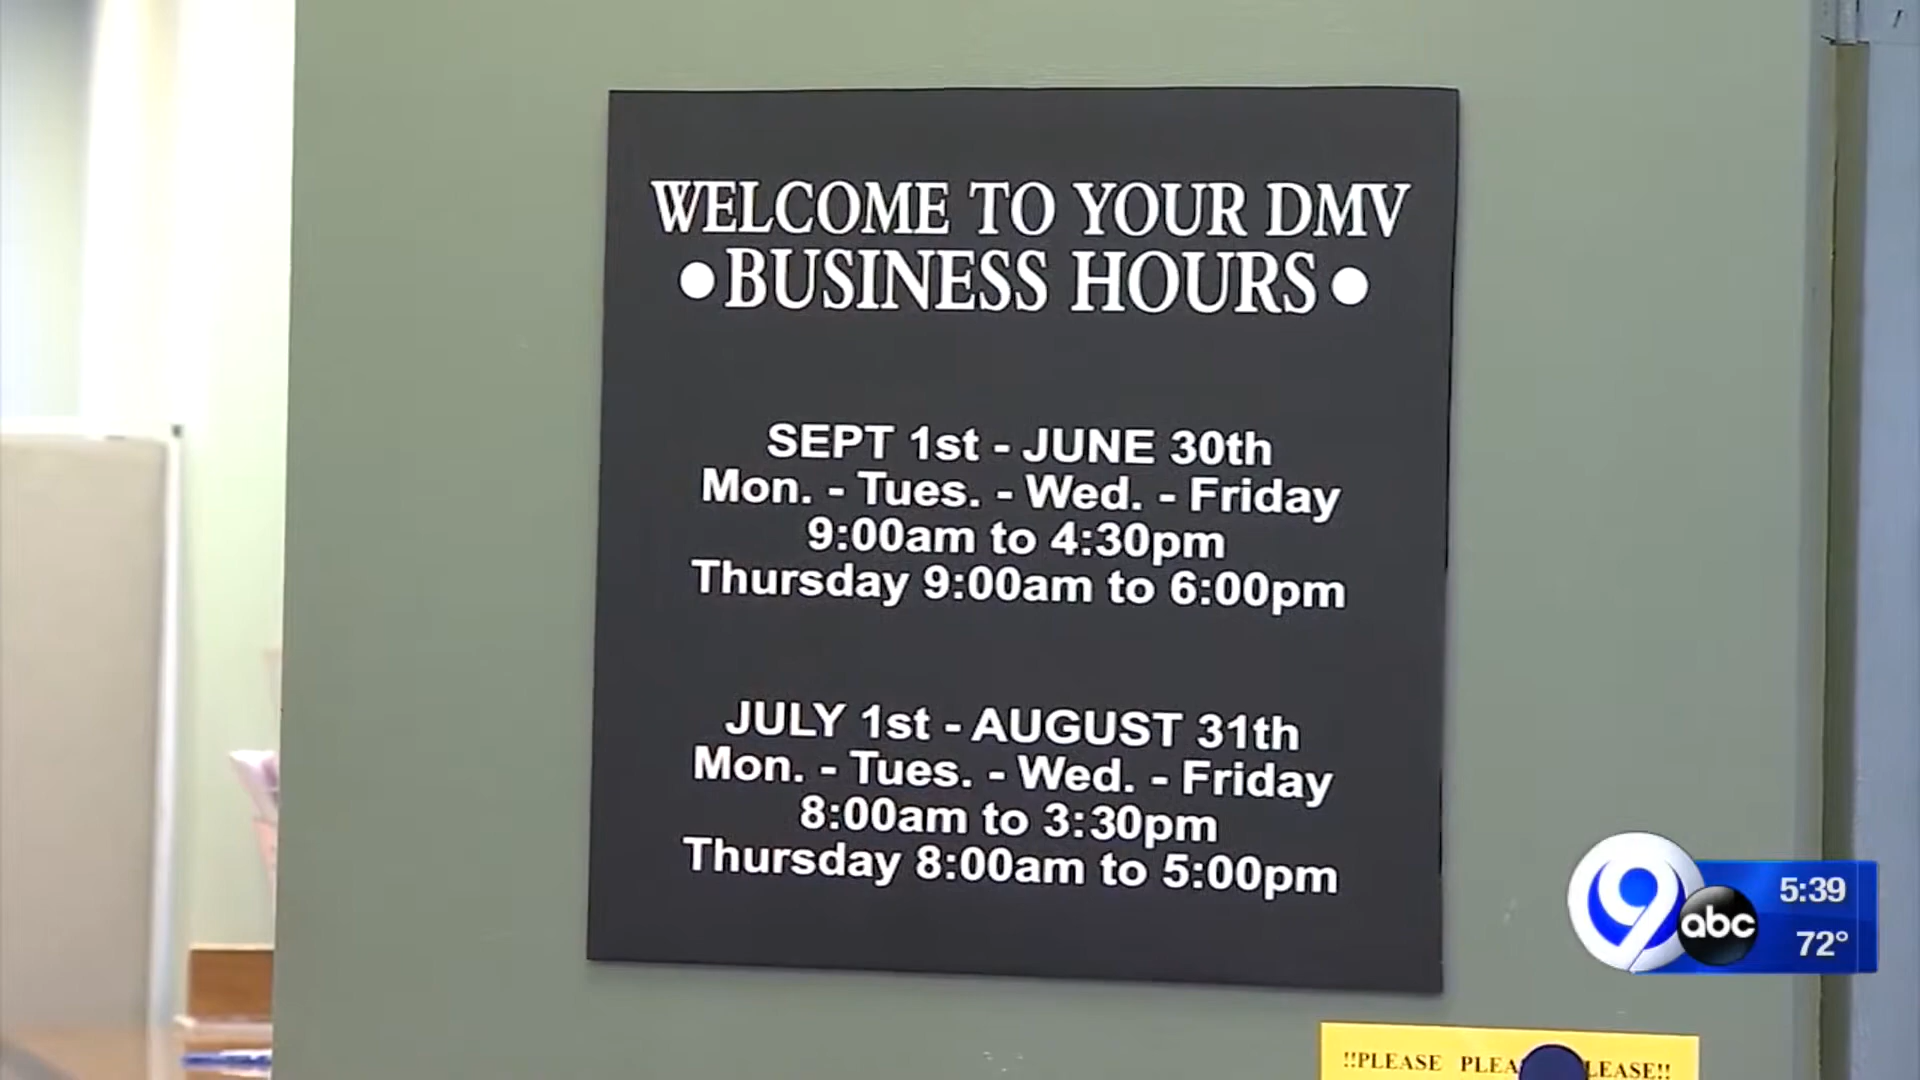 WELCOME TO YOUR DMV
•BUSINESS HOURS•
SEPT 1st - JUNE 30th
Mon. - Tues. - Wed. - Friday
9:00am to 4:30pm
Thursday 9:00am to 6:00pm
JULY 1st - AUGUST 31th
Mon. - Tues. - Wed. - Friday
8:00am to 3:30pm
Thursday 8:00am to 5:00pm
9 abc 5:39
72°
!!PLEASE